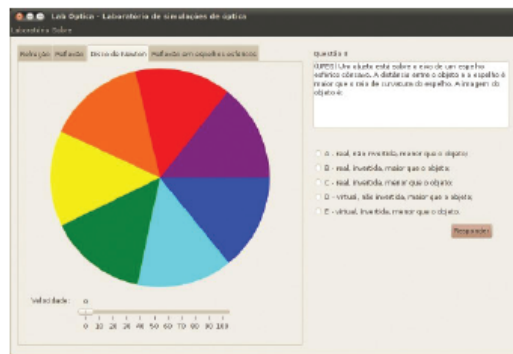 Lab Optica - Laboratório de simulações de óptica
Laboratório Sobre
Refração Reflexão Disco de Newton Reflexão em espelhos esféricos
Questão 8
(UFES) Um objeto está sobre o eixo de um espelho
esférico côncavo. A distância entre o objeto e o espelho é
maior que o raio de curvatura do espelho. A imagem do
objeto é:
A - real, não invertida, menor que o objeto;
B - real, invertida, maior que o objeto;
C - real, invertida, menor que o objeto;
D - virtual, não invertida, maior que o objeto;
E - virtual, invertida, menor que o objeto.
Responder
Velocidade: 0
0 10 20 30 40 50 60 70 80 90 100